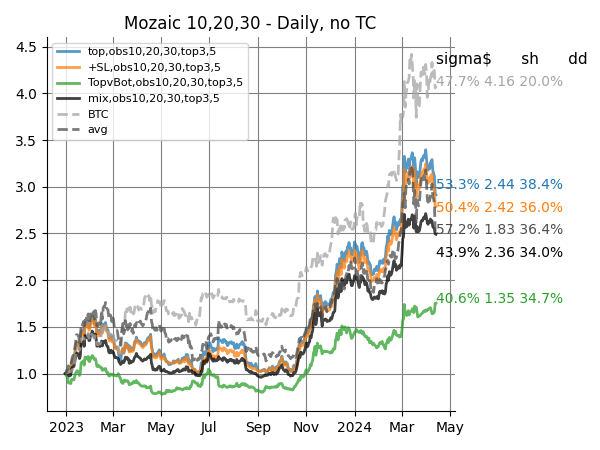 Mozaic 10,20,30 - Daily, no TC
4.5
4.0
3.5
3.0
2.5
2.0
1.5
1.0
top,obs10,20,30,top3,5
+SL,obs10,20,30,top3,5
TopvBot,obs10,20,30,top3,5
mix,obs10,20,30,top3,5
BTC
avg
sigma$ sh dd
47.7% 4.16 20.0%
53.3% 2.44 38.4%
50.4% 2.42 36.0%
57.2% 1.83 36.4%
43.9% 2.36 34.0%
40.6% 1.35 34.7%
2023 Mar May Jul Sep Nov 2024 Mar May